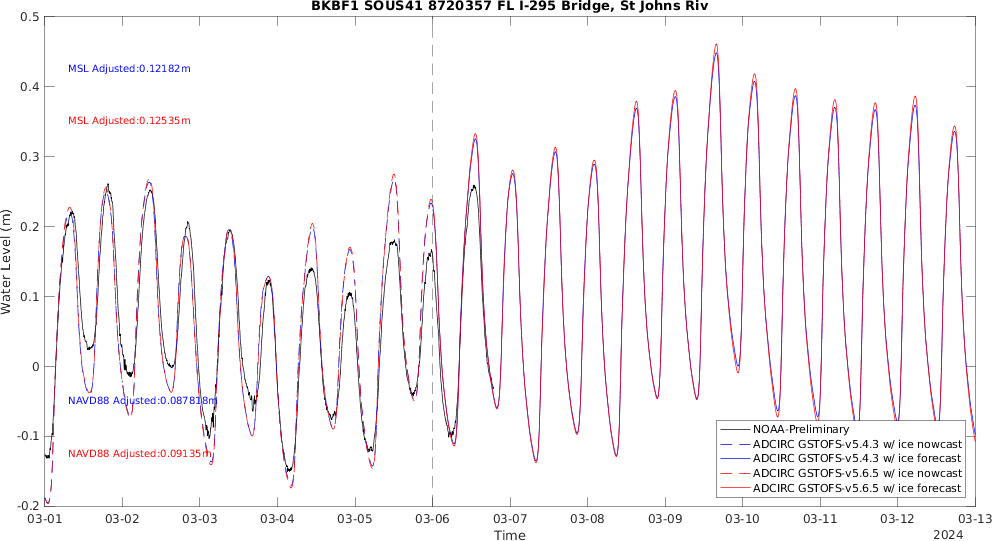 BKBF1 SOUS41 8720357 FL I-295 Bridge, St Johns Riv
0.5
0.4
0.3
0.2
0.1
0
-0.1
-0.2
Water Level (m)
MSL Adjusted:0.12182m
MSL Adjusted:0.12535m
NAVD88 Adjusted:0.087818m
NAVD88 Adjusted:0.09135m
NOAA-Preliminary
ADCIRC GSTOFS-v5.4.3 w/ ice nowcast
ADCIRC GSTOFS-v5.4.3 w/ ice forecast
ADCIRC GSTOFS-v5.6.5 w/ ice nowcast
ADCIRC GSTOFS-v5.6.5 w/ ice forecast
03-01 03-02 03-03 03-04 03-05 03-06 03-07 03-08 03-09 03-10 03-11 03-12 03-13
Time
2024